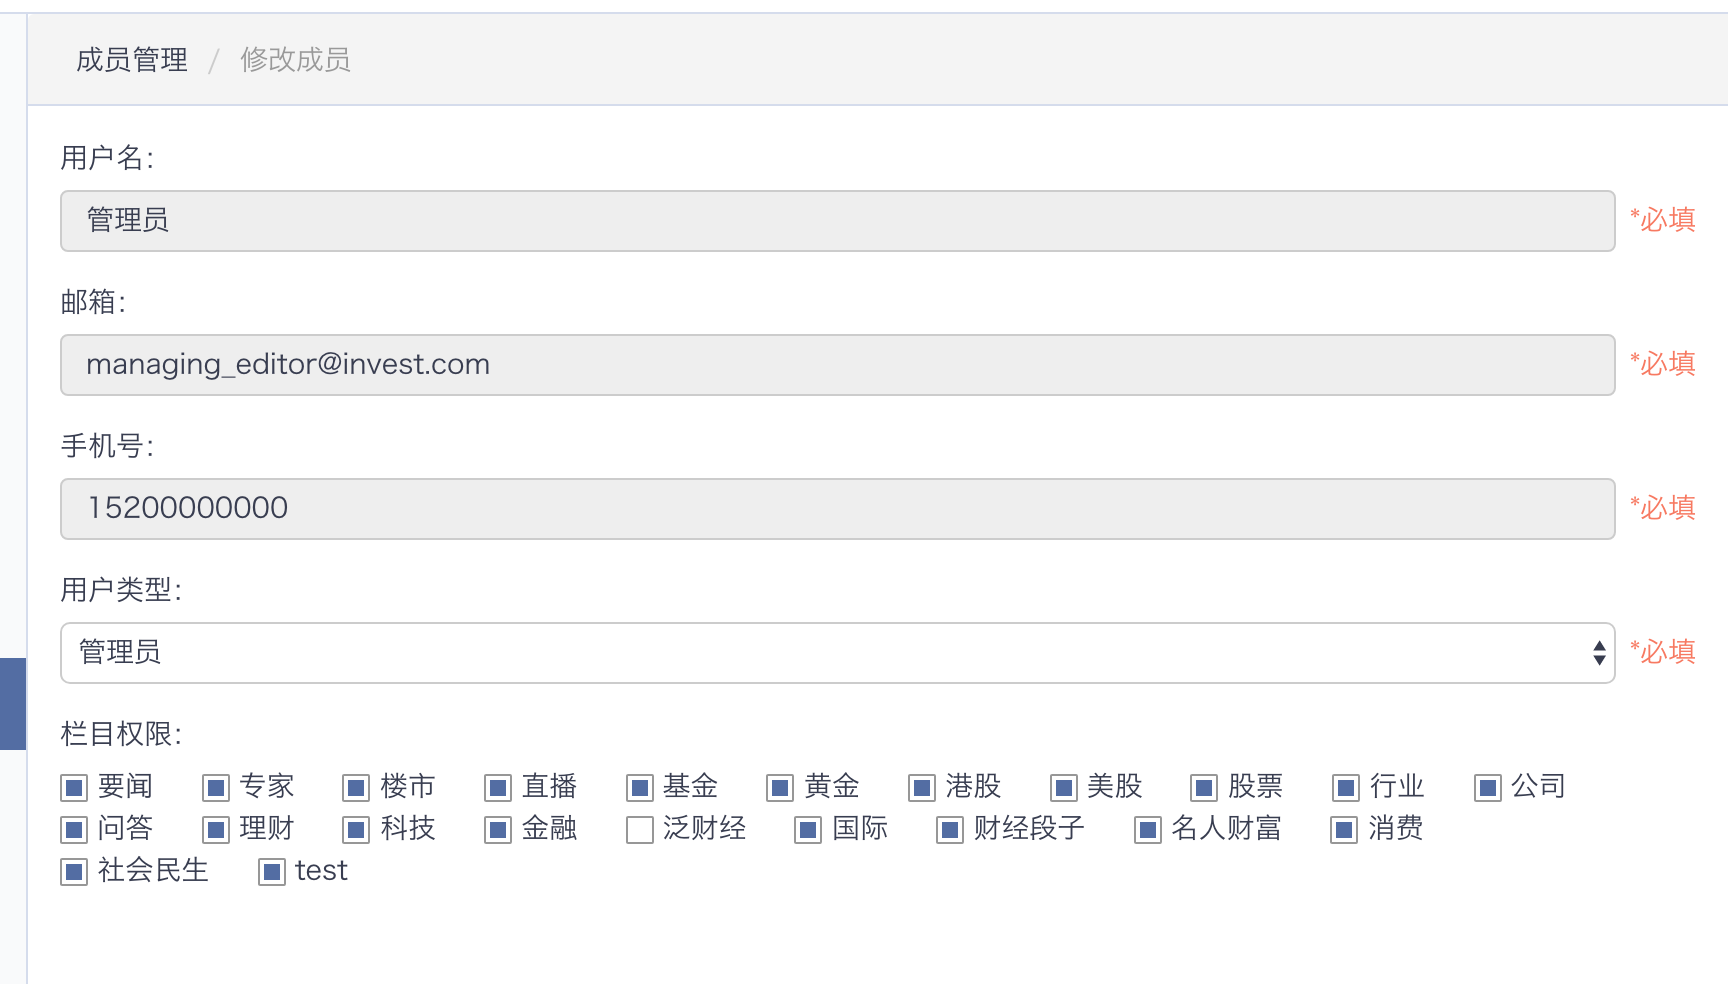 成员管理 / 修改成员
用户名：
管理员 *必填
邮箱：
managing_editor@invest.com *必填
手机号：
15200000000 *必填
用户类型：
管理员 *必填
栏目权限：
要闻 专家 楼市 直播 基金 黄金 港股 美股 股票 行业 公司
问答 理财 科技 金融 泛财经 国际 财经段子 名人财富 消费
社会民生 test